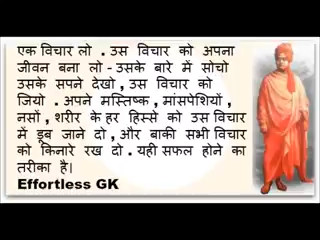 एक विचार लो . उस विचार को अपना
जीवन बना लो - उसके बारे में सोचो
उसके सपने देखो , उस विचार को
जियो . अपने मस्तिष्क , मांसपेशियों ,
नसों , शरीर के हर हिस्से को उस विचार
में डूब जाने दो , और बाकी सभी विचार
को किनारे रख दो . यही सफल होने का
तरीका है।
Effortless GK